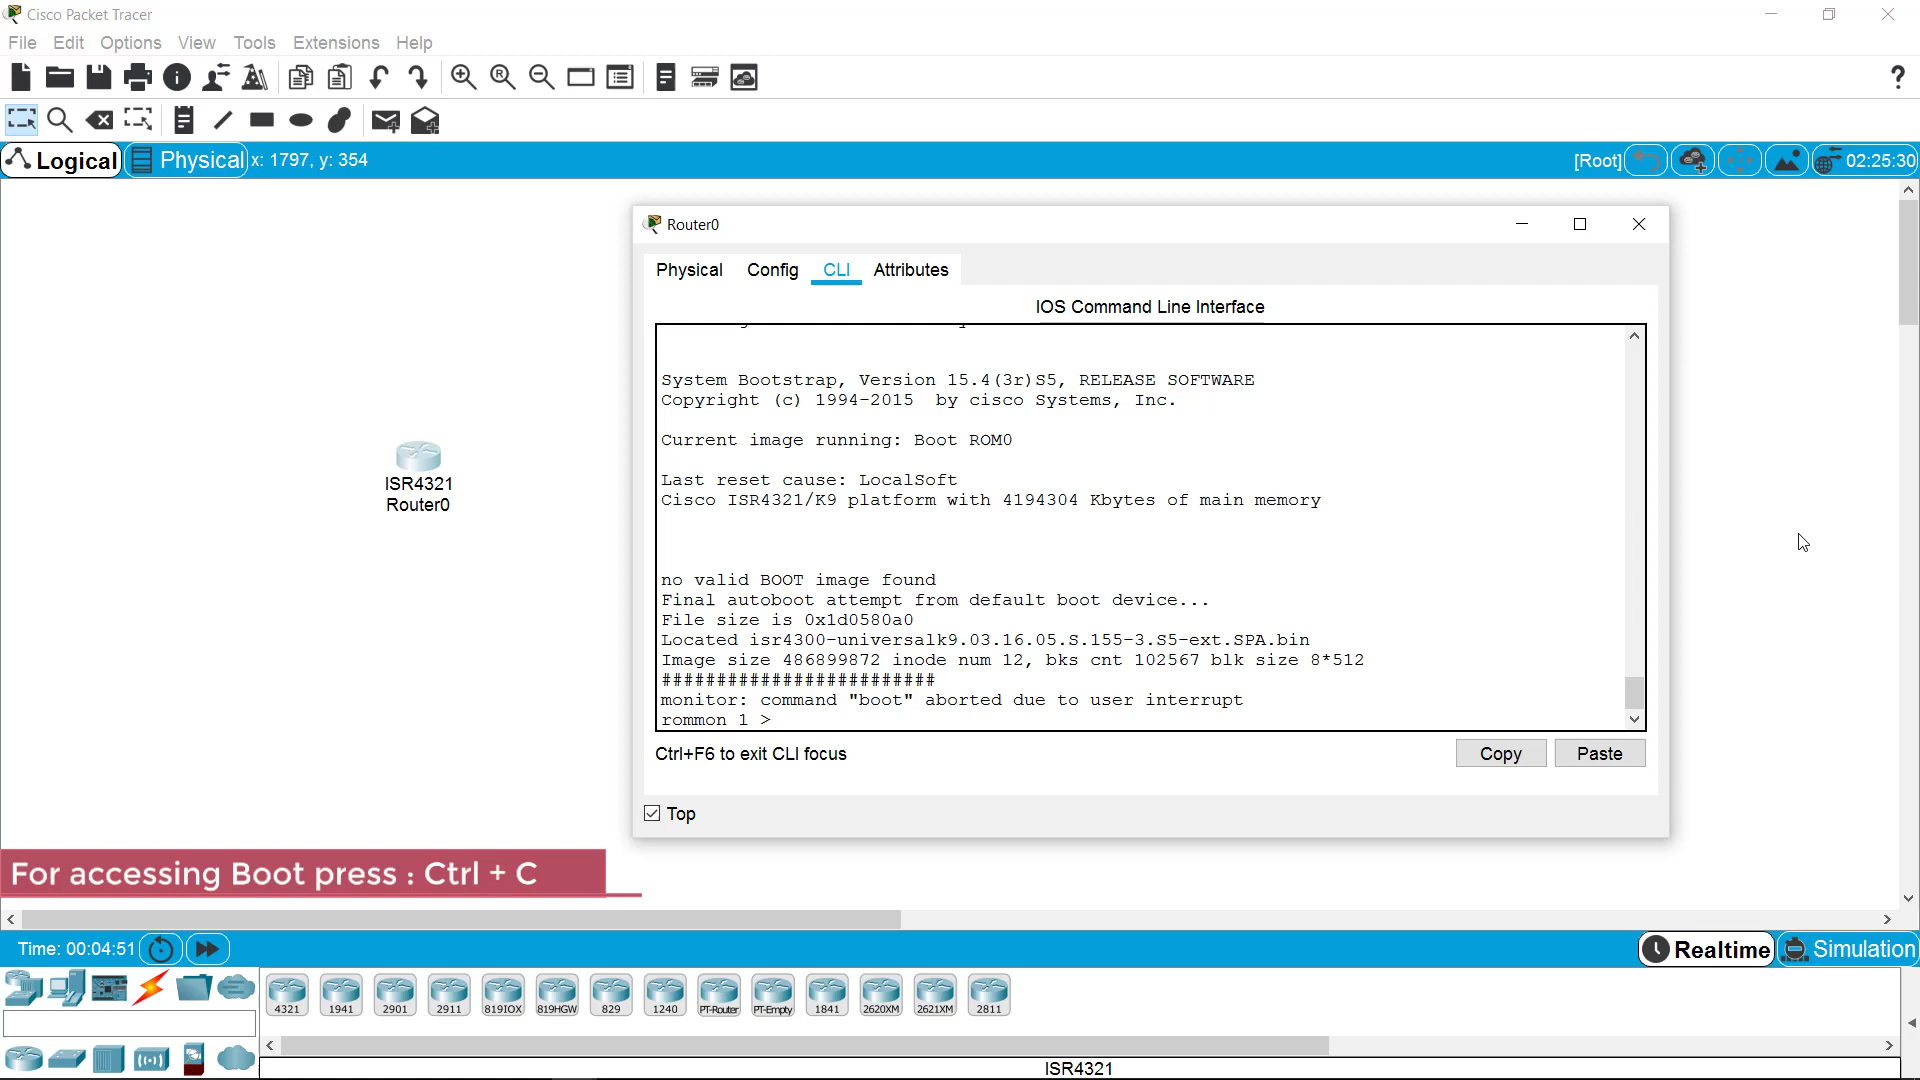 Cisco Packet Tracer
File Edit Options View Tools Extensions Help
Logical Physical x: 1797, y: 354 [Root] 02:25:30
Router0
Physical Config CLI Attributes
IOS Command Line Interface
System Bootstrap, Version 15.4(3r)S5, RELEASE SOFTWARE
Copyright (c) 1994-2015  by cisco Systems, Inc.
Current image running: Boot ROM0
Last reset cause: LocalSoft
Cisco ISR4321/K9 platform with 4194304 Kbytes of main memory
no valid BOOT image found
Final autoboot attempt from default boot device...
File size is 0x1d0580a0
Located isr4300-universalk9.03.16.05.S.155-3.S5-ext.SPA.bin
Image size 486899872 inode num 12, bks cnt 102567 blk size 8*512
#########################
monitor: command "boot" aborted due to user interrupt
rommon 1 >
Ctrl+F6 to exit CLI focus
Copy Paste
Top
ISR4321
Router0
For accessing Boot press : Ctrl + C
Time: 00:04:51 Realtime Simulation
4321 1941 2901 2911 819IOX 819HGW 829 1240 PT-Router PT-Empty 1841 2620XM 2621XM 2811
ISR4321